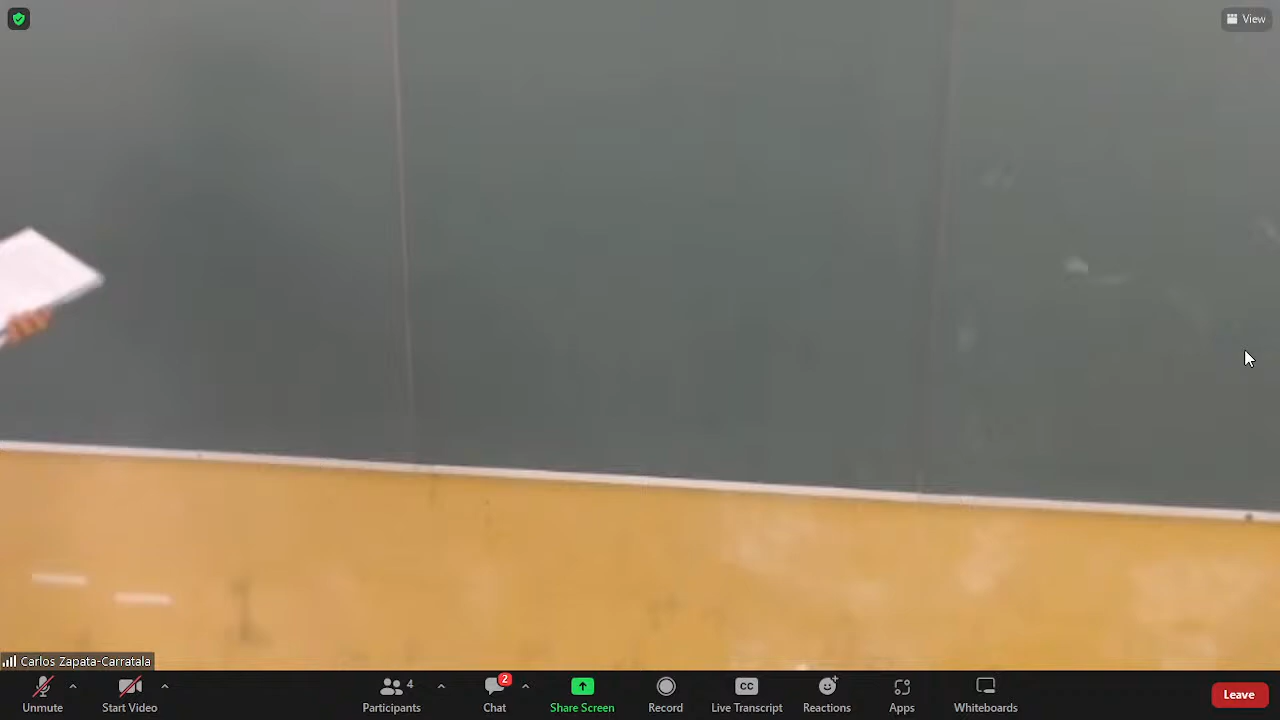 View
Carlos Zapata-Carratala
Unmute
Start Video
4
Participants
2
Chat
Share Screen
Record
CC
Live Transcript
Reactions
Apps
Whiteboards
Leave